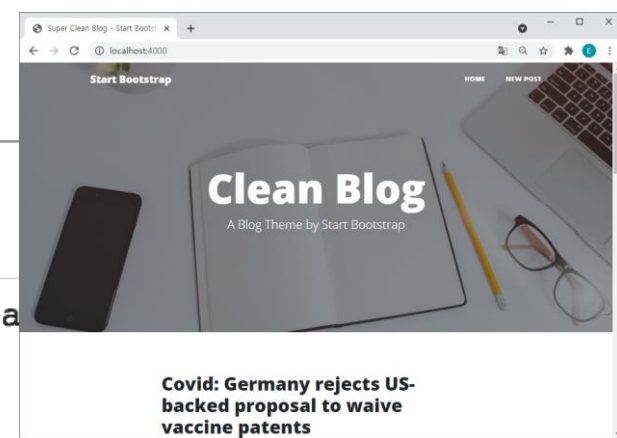 Super Clean Blog - Start Bootst
localhost:4000
E
Start Bootstrap
HOME NEW POST
Clean Blog
A Blog Theme by Start Bootstrap
a
Covid: Germany rejects US-
backed proposal to waive
vaccine patents